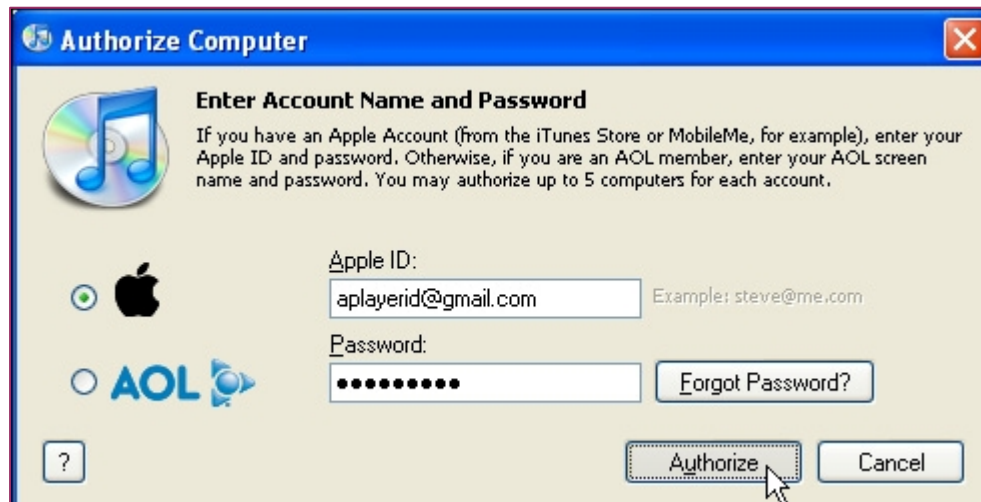 Authorize Computer
Enter Account Name and Password
If you have an Apple Account (from the iTunes Store or MobileMe, for example), enter your
Apple ID and password. Otherwise, if you are an AOL member, enter your AOL screen
name and password. You may authorize up to 5 computers for each account.
Apple ID:
aplayerid@gmail.com Example: steve@me.com
Password:
●●●●●●●●●
AOL
Forgot Password?
?
Authorize
Cancel